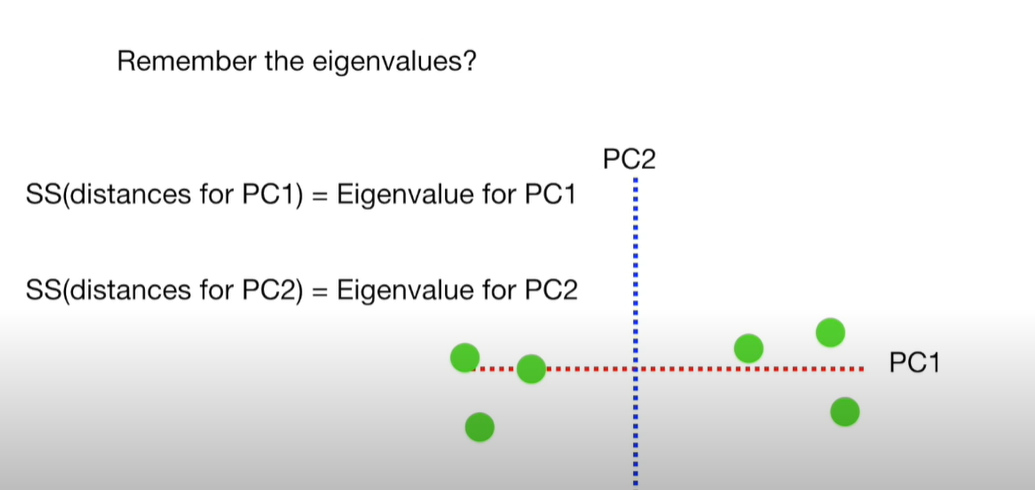 Remember the eigenvalues?
PC2
SS(distances for PC1) = Eigenvalue for PC1
SS(distances for PC2) = Eigenvalue for PC2
PC1